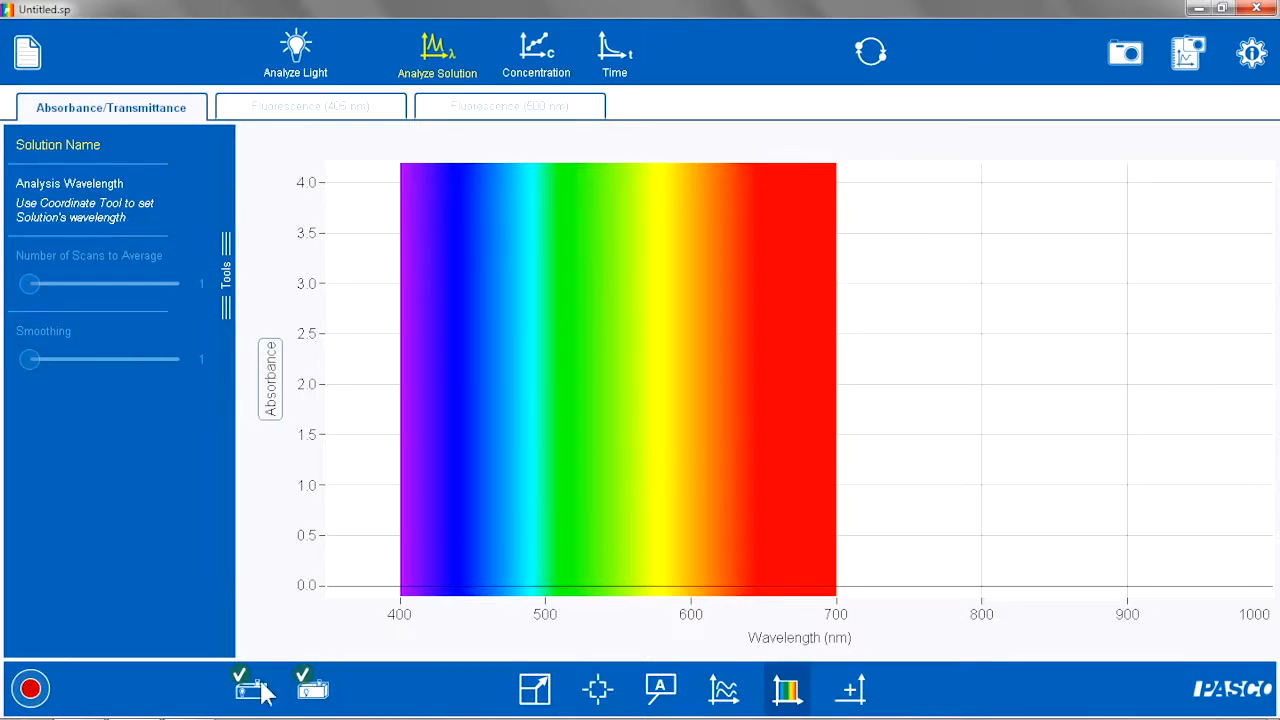 Untitled.sp
Analyze Light
Analyze Solution
C
Concentration
t
Time
Absorbance/Transmittance
Fluorescence (405 nm)
Fluorescence (500 nm)
Solution Name
Analysis Wavelength
Use Coordinate Tool to set
Solution's wavelength
Number of Scans to Average
1
Smoothing
1
Tools
Absorbance
4.0
3.5
3.0
2.5
2.0
1.5
1.0
0.5
0.0
400
500
600
700
800
900
1000
Wavelength (nm)
A
PASCO